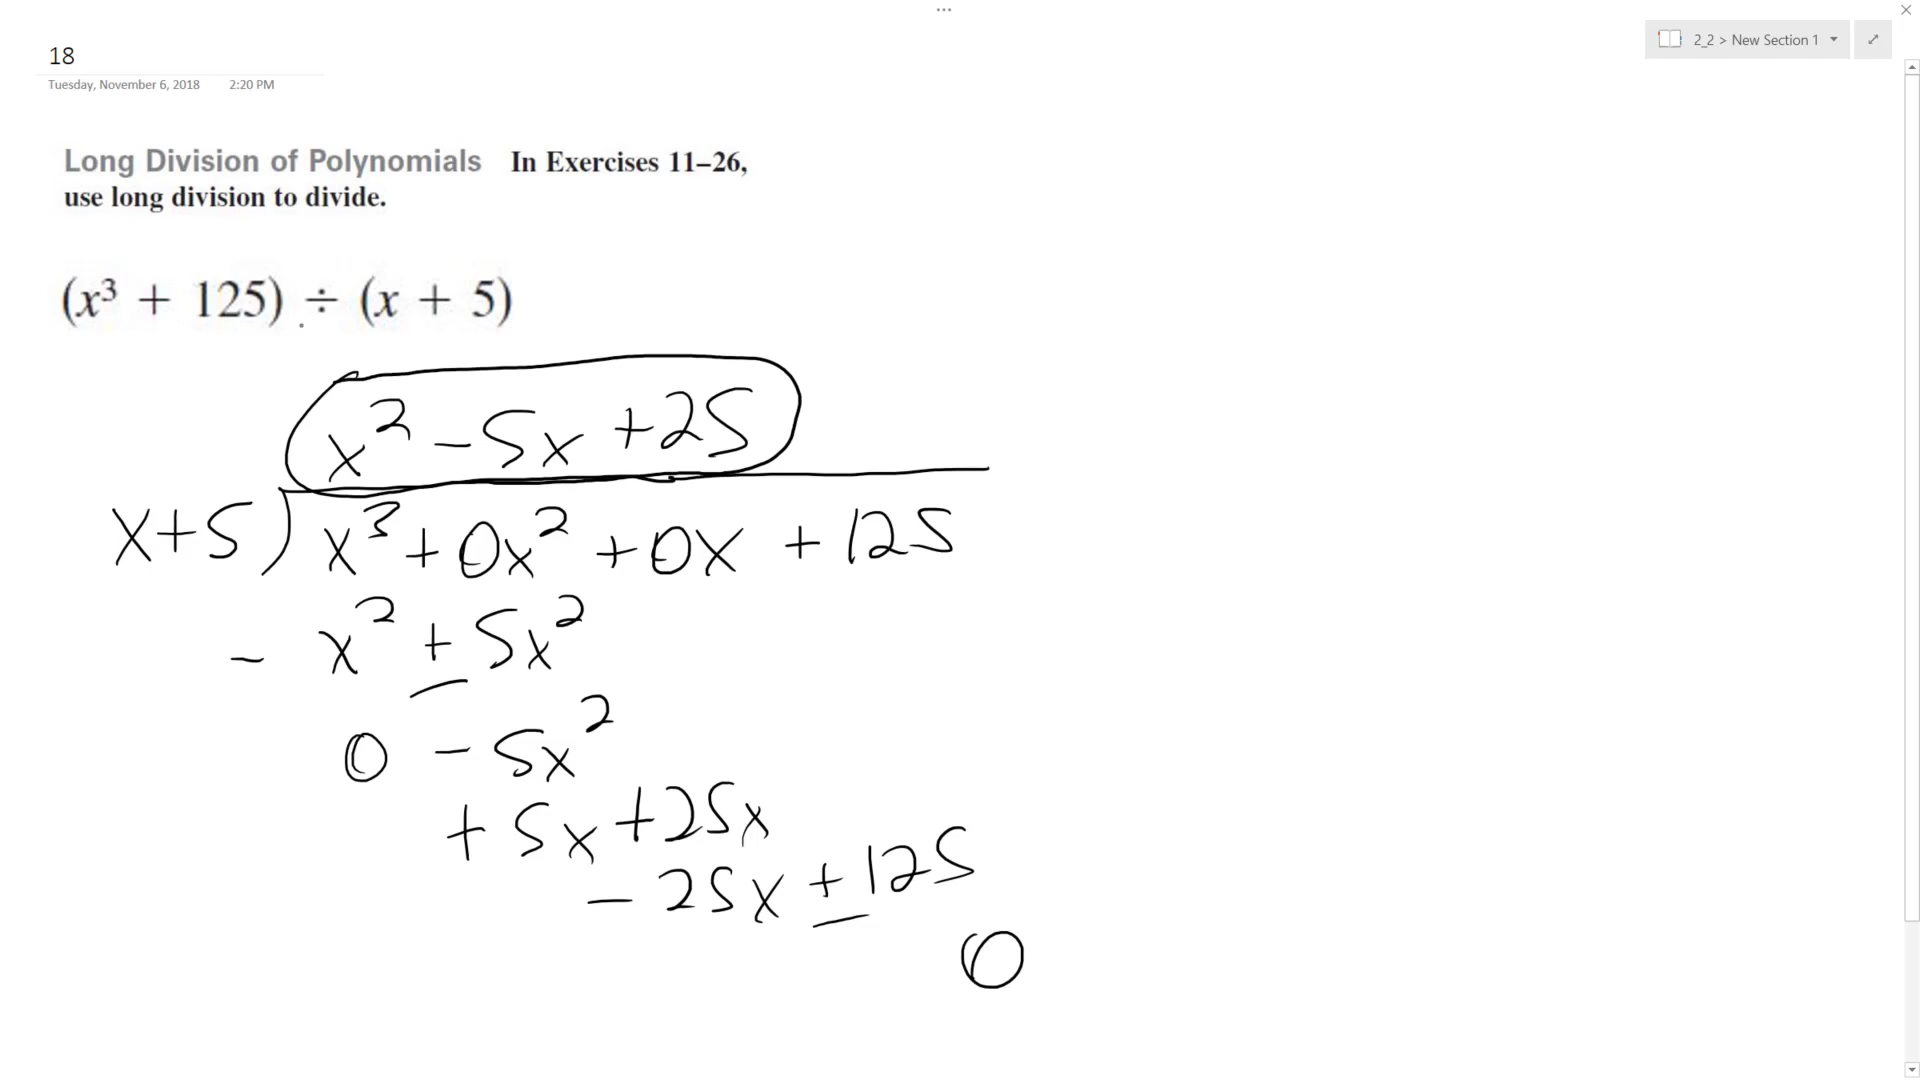 ...
2_2 > New Section 1
18
Tuesday, November 6, 2018 2:20 PM
Long Division of Polynomials In Exercises 11–26,
use long division to divide.
(x³ + 125) ÷ (x + 5)
x² - 5x + 25
x+5) x³ + 0x² + 0x + 125
- x² + 5x²
0 - 5x²
+ 5x + 25x
- 25x + 125
0